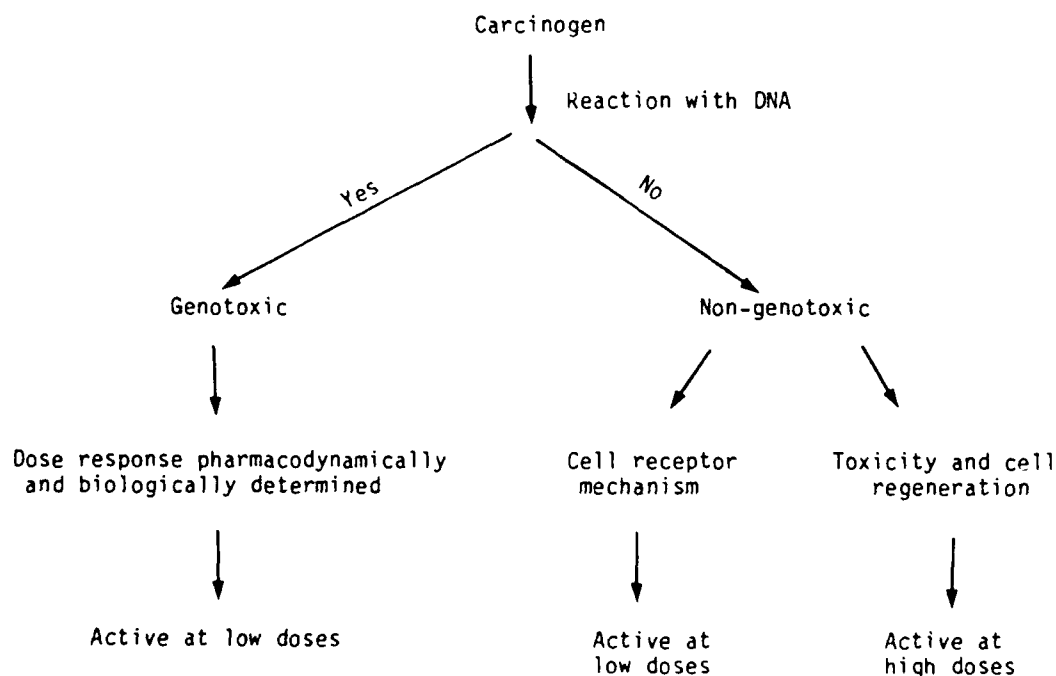 Carcinogen
Reaction with DNA
Yes
No
Genotoxic
Non-genotoxic
Dose response pharmacodynamically
and biologically determined
Cell receptor
mechanism
Toxicity and cell
regeneration
Active at low doses
Active at
low doses
Active at
high doses